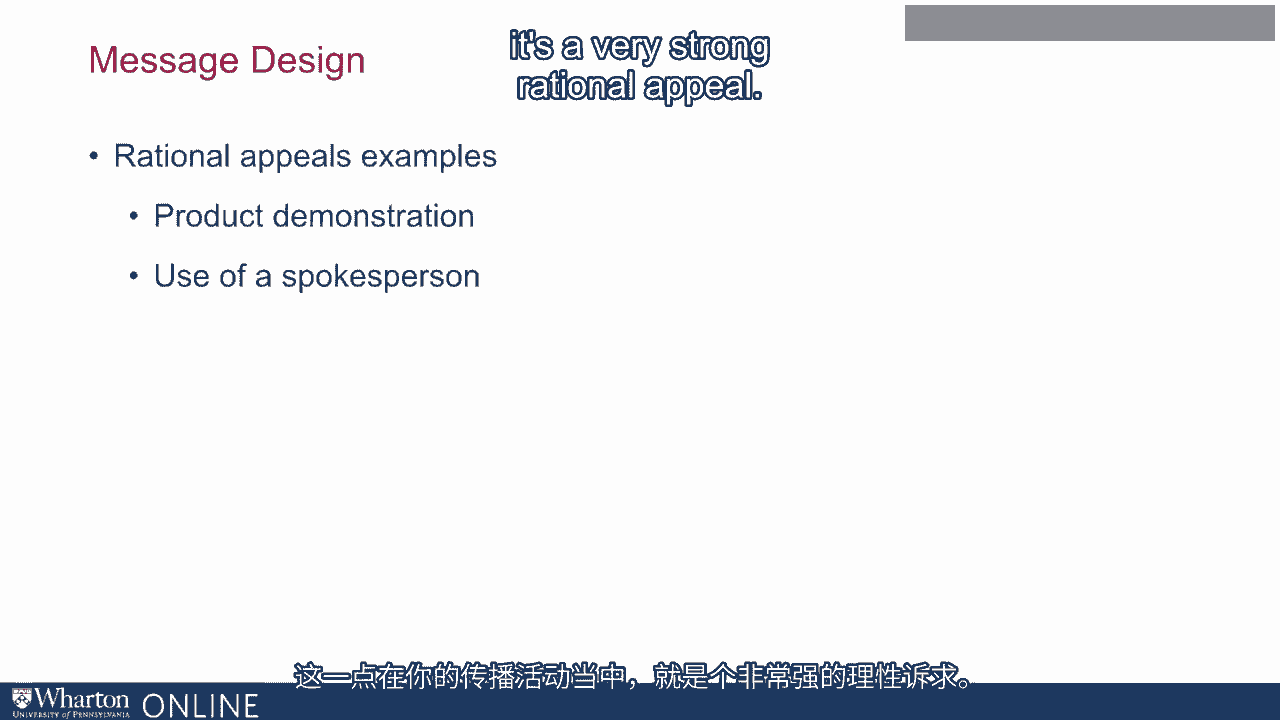 Message Design
it's a very strong
rational appeal.
• Rational appeals examples
• Product demonstration
• Use of a spokesperson
这一点在你的传播活动当中，就是个非常强的理性诉求。
Wharton
UNIVERSITY of PENNSYLVANIA
ONLINE